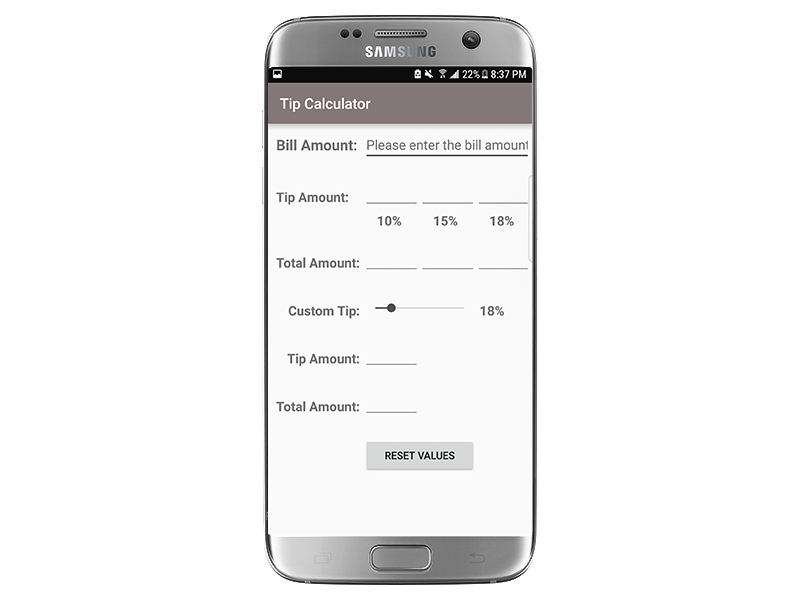 SAMSUNG
22% 8:37 PM
Tip Calculator
Bill Amount: Please enter the bill amount
Tip Amount:
10% 15% 18%
Total Amount:
Custom Tip: 18%
Tip Amount:
Total Amount:
RESET VALUES